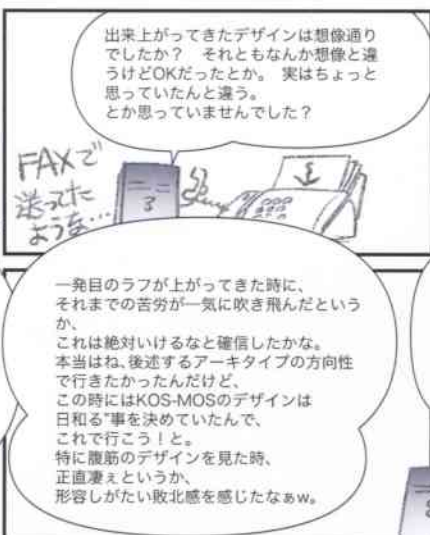 出来上がってきたデザインは想像通り
でしたか？　それともなんか想像と違
うけどOKだったとか。 実はちょっと
思っていたんと違う。
とか思っていませんでした？
FAXで
送ってた
ような…
一発目のラフが上がってきた時に、
それまでの苦労が一気に吹き飛んだという
か、
これは絶対いけるなと確信したかな。
本当はね、後述するアーキタイプの方向性
で行きたかったんだけど、
この時にはKOS-MOSのデザインは
日和る”事を決めていたんで、
これで行こう！と。
特に腹筋のデザインを見た時、
正直凄ぇというか、
形容しがたい敗北感を感じたなぁw。